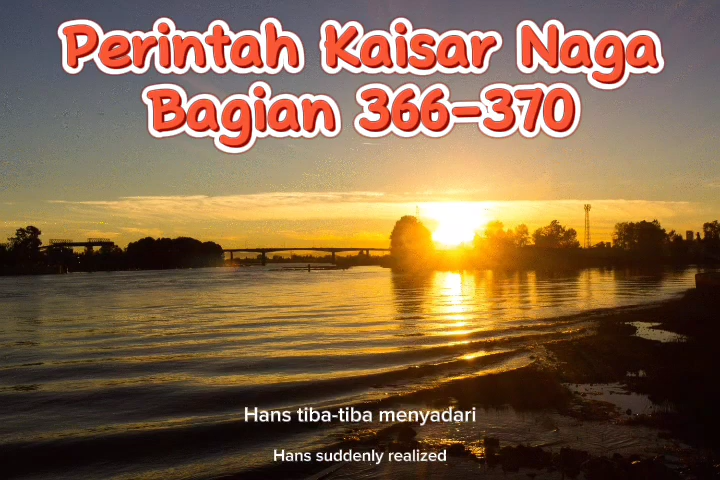 Perintah Kaisar Naga
Bagian 366-370
Hans tiba-tiba menyadari
Hans suddenly realized